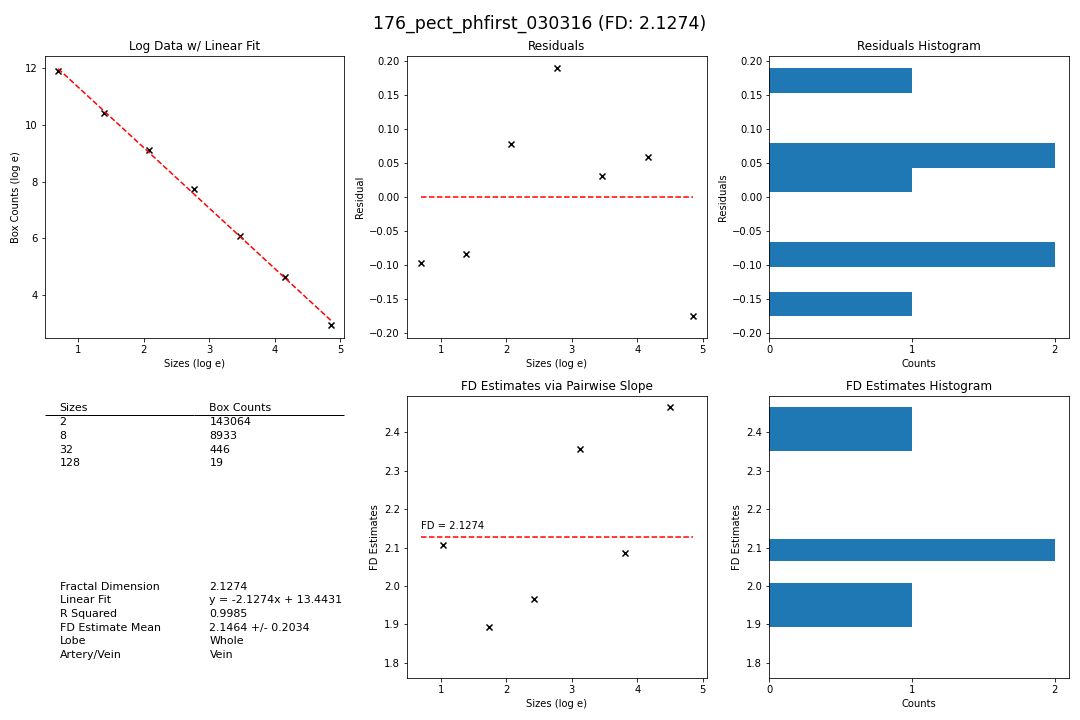 176_pect_phfirst_030316 (FD: 2.1274)
Log Data w/ Linear Fit
12
10
8
6
4
Box Counts (log e)
1 2 3 4 5
Sizes (log e)
Residuals
0.20
0.15
0.10
0.05
0.00
−0.05
−0.10
−0.15
−0.20
Residual
1 2 3 4 5
Sizes (log e)
Residuals Histogram
0.20
0.15
0.10
0.05
0.00
−0.05
−0.10
−0.15
−0.20
Residuals
0 1 2
Counts
Sizes Box Counts
2 143064
8 8933
32 446
128 19
Fractal Dimension 2.1274
Linear Fit y = -2.1274x + 13.4431
R Squared 0.9985
FD Estimate Mean 2.1464 +/- 0.2034
Lobe Whole
Artery/Vein Vein
FD Estimates via Pairwise Slope
2.4
2.3
2.2
2.1
2.0
1.9
1.8
FD Estimates
FD = 2.1274
1 2 3 4 5
Sizes (log e)
FD Estimates Histogram
2.4
2.3
2.2
2.1
2.0
1.9
1.8
FD Estimates
0 1 2
Counts